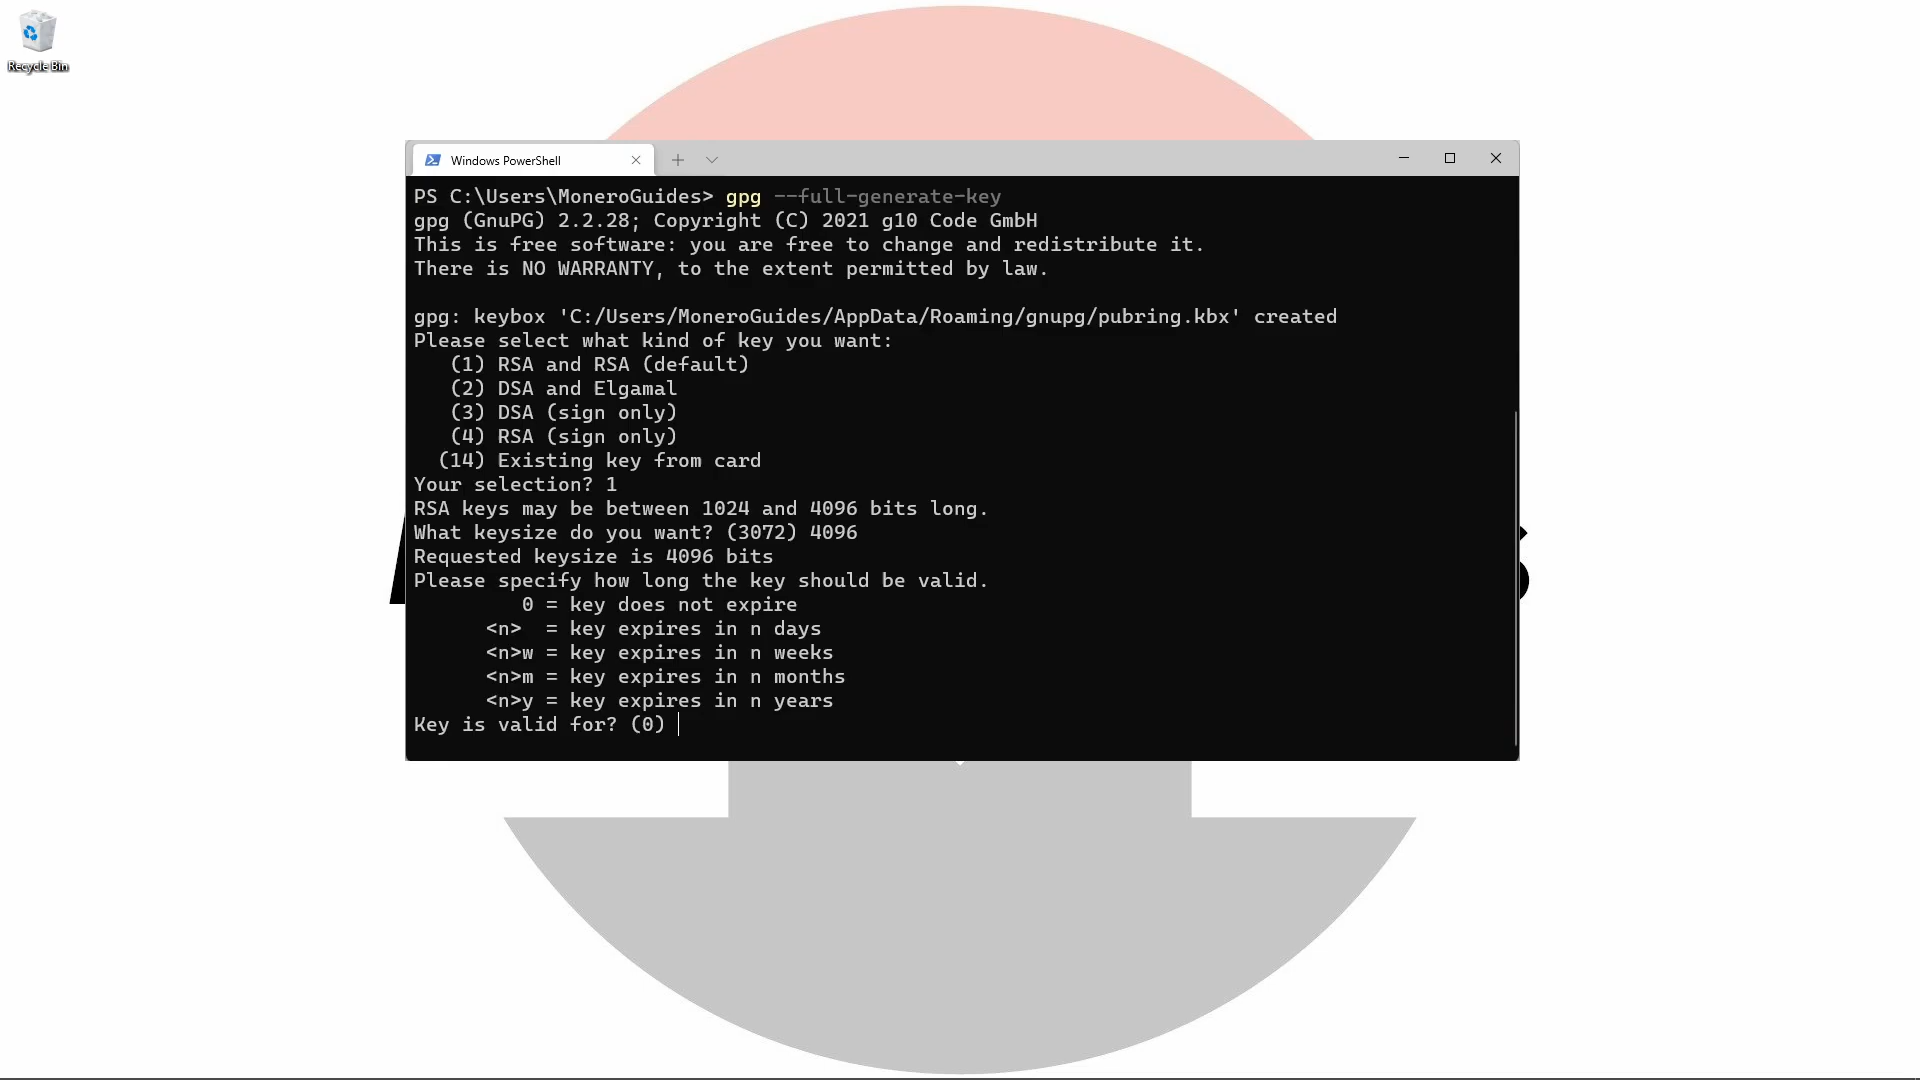 Recycle Bin
Windows PowerShell
PS C:\Users\MoneroGuides> gpg --full-generate-key
gpg (GnuPG) 2.2.28; Copyright (C) 2021 g10 Code GmbH
This is free software: you are free to change and redistribute it.
There is NO WARRANTY, to the extent permitted by law.
gpg: keybox 'C:/Users/MoneroGuides/AppData/Roaming/gnupg/pubring.kbx' created
Please select what kind of key you want:
(1) RSA and RSA (default)
(2) DSA and Elgamal
(3) DSA (sign only)
(4) RSA (sign only)
(14) Existing key from card
Your selection? 1
RSA keys may be between 1024 and 4096 bits long.
What keysize do you want? (3072) 4096
Requested keysize is 4096 bits
Please specify how long the key should be valid.
0 = key does not expire
<n>  = key expires in n days
<n>w = key expires in n weeks
<n>m = key expires in n months
<n>y = key expires in n years
Key is valid for? (0)